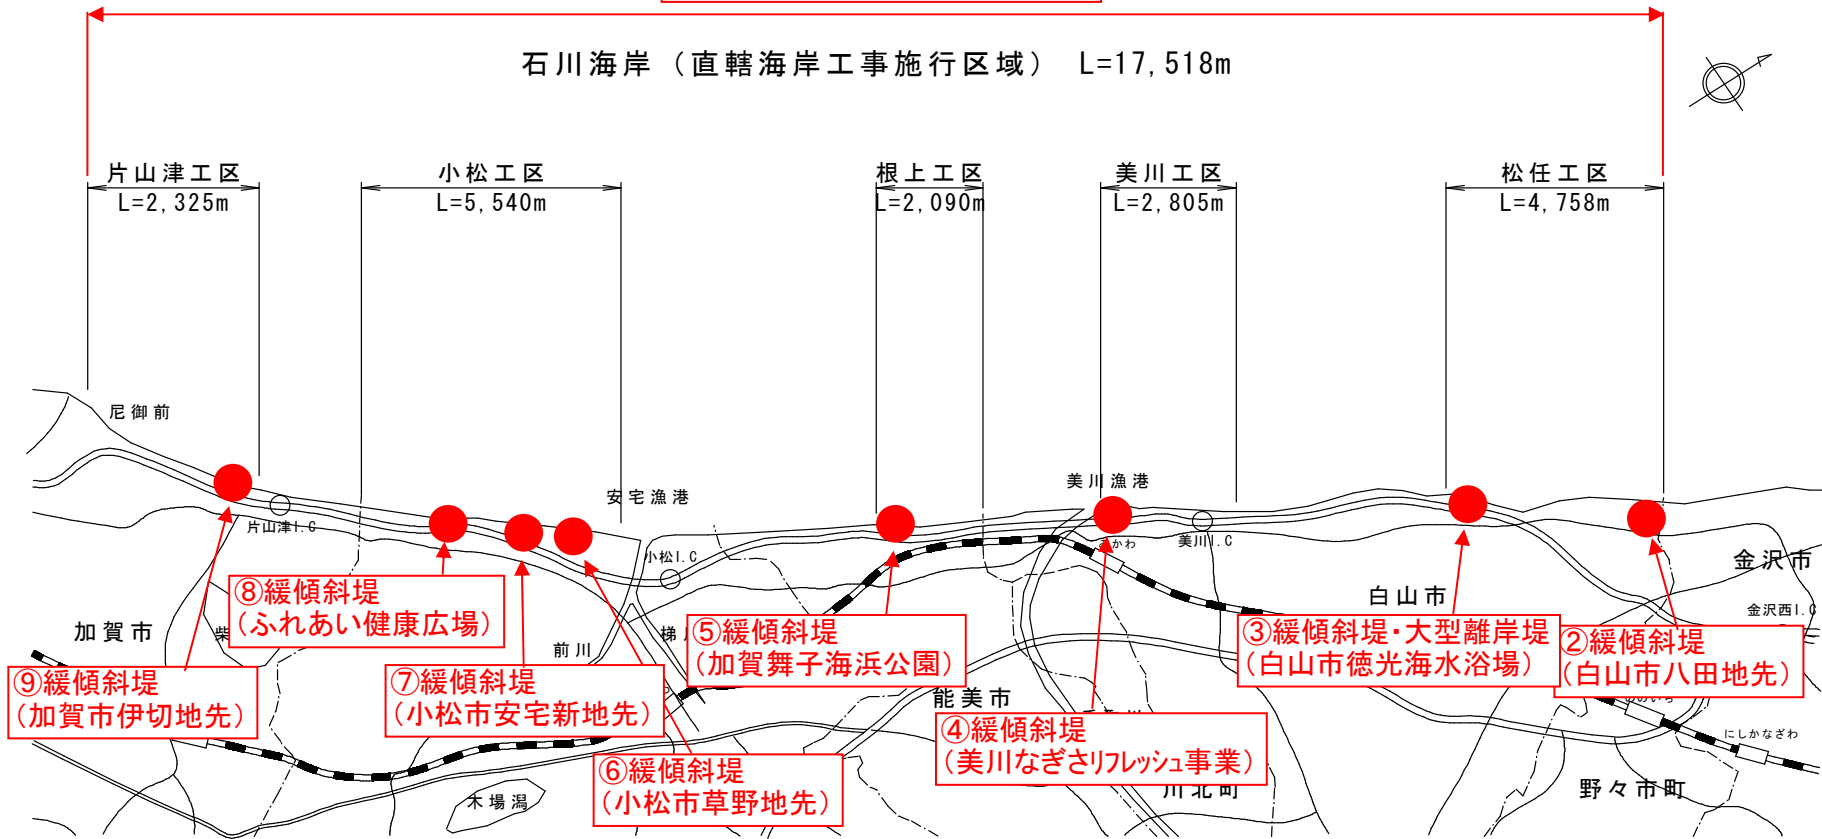 石川海岸（直轄海岸工事施行区域） L=17,518m
片山津工区
L=2,325m
小松工区
L=5,540m
根上工区
L=2,090m
美川工区
L=2,805m
松任工区
L=4,758m
尼御前
片山津I.C
安宅漁港
小松I.C
美川漁港
美川I.C
金沢市
金沢西I.C
白山市
加賀市
柴
前川
梯
能美市
川北町
野々市町
にしかなざわ
木場潟
②緩傾斜堤
(白山市八田地先)
③緩傾斜堤・大型離岸堤
(白山市徳光海水浴場)
④緩傾斜堤
(美川なぎさリフレッシュ事業)
⑤緩傾斜堤
(加賀舞子海浜公園)
⑥緩傾斜堤
(小松市草野地先)
⑦緩傾斜堤
(小松市安宅新地先)
⑧緩傾斜堤
(ふれあい健康広場)
⑨緩傾斜堤
(加賀市伊切地先)